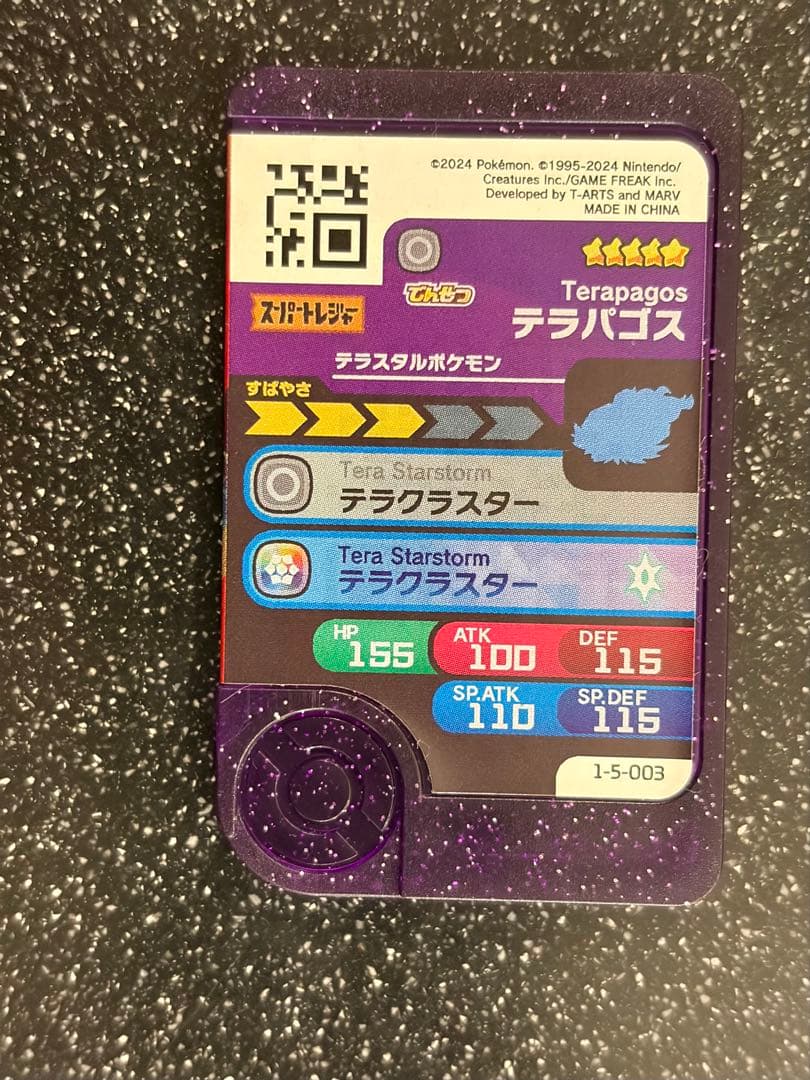 ©2024 Pokémon. ©1995-2024 Nintendo/
Creatures Inc./GAME FREAK inc.
Developed by T-ARTS and MARV
MADE IN CHINA
でんせつ
スーパートレジャー
Terapagos
テラパゴス
テラスタルポケモン
すばやさ
Tera Starstorm
テラクラスター
Tera Starstorm
テラクラスター
HP 155
ATK 100
DEF 115
SP.ATK 110
SP.DEF 115
1-5-003